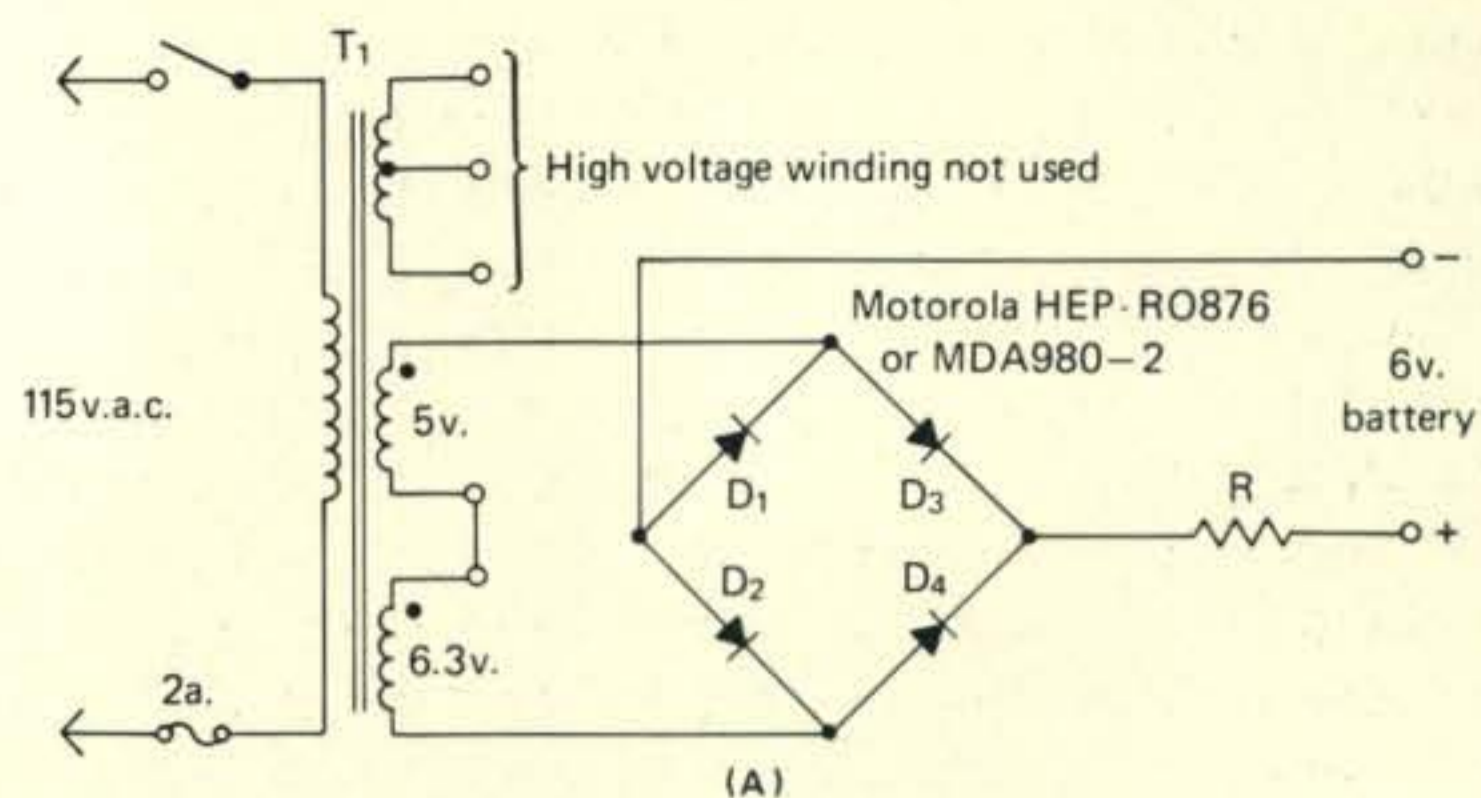 T1
High voltage winding not used
Motorola HEP-RO876
or MDA980-2
–
6v.
battery
115v.a.c.
5v.
D1
D3
R
+
D2
D4
6.3v.
2a.
(A)